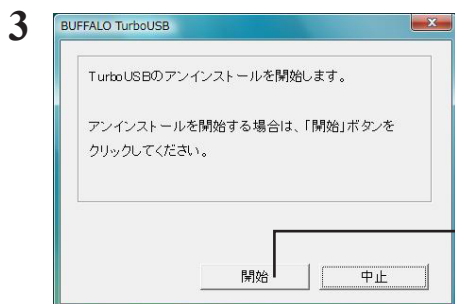 3
BUFFALO TurboUSB
TurboUSBのアンインストールを開始します。
アンインストールを開始する場合は、「開始」ボタンを
クリックしてください。
開始
中止